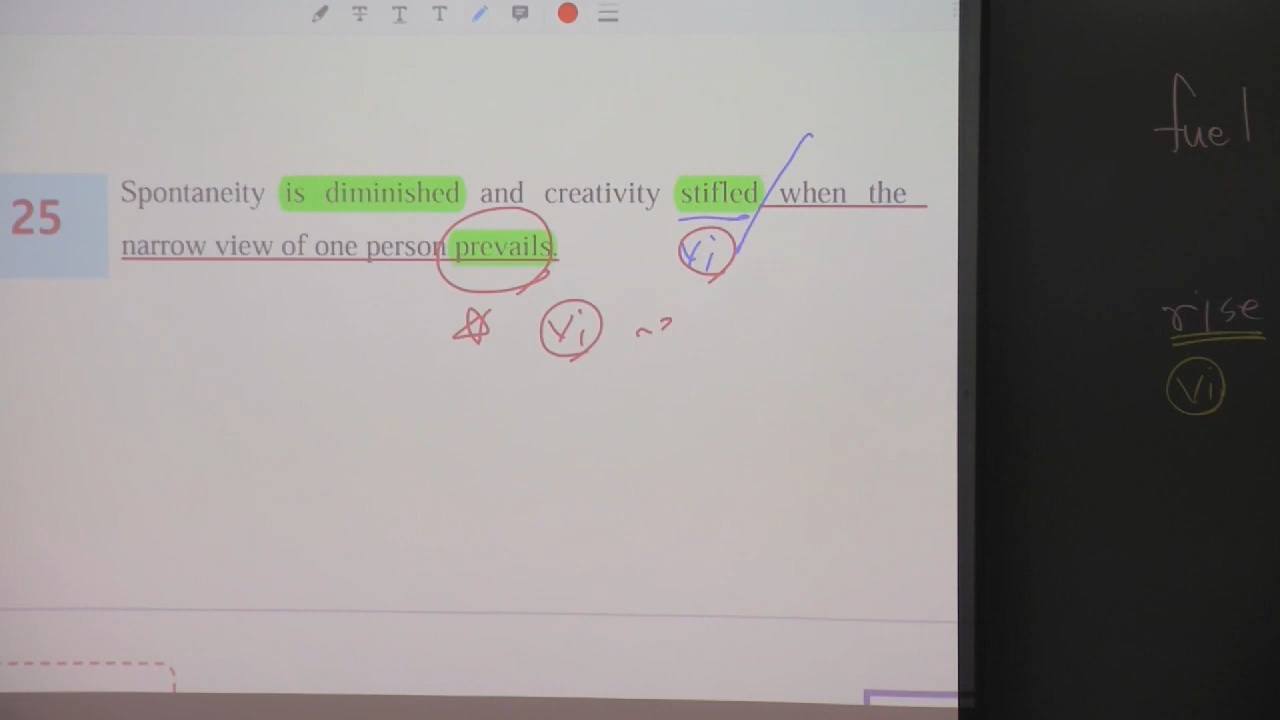 25
Spontaneity is diminished and creativity stifled when the
narrow view of one person prevails.
vi
vi
fuel
rise
vi